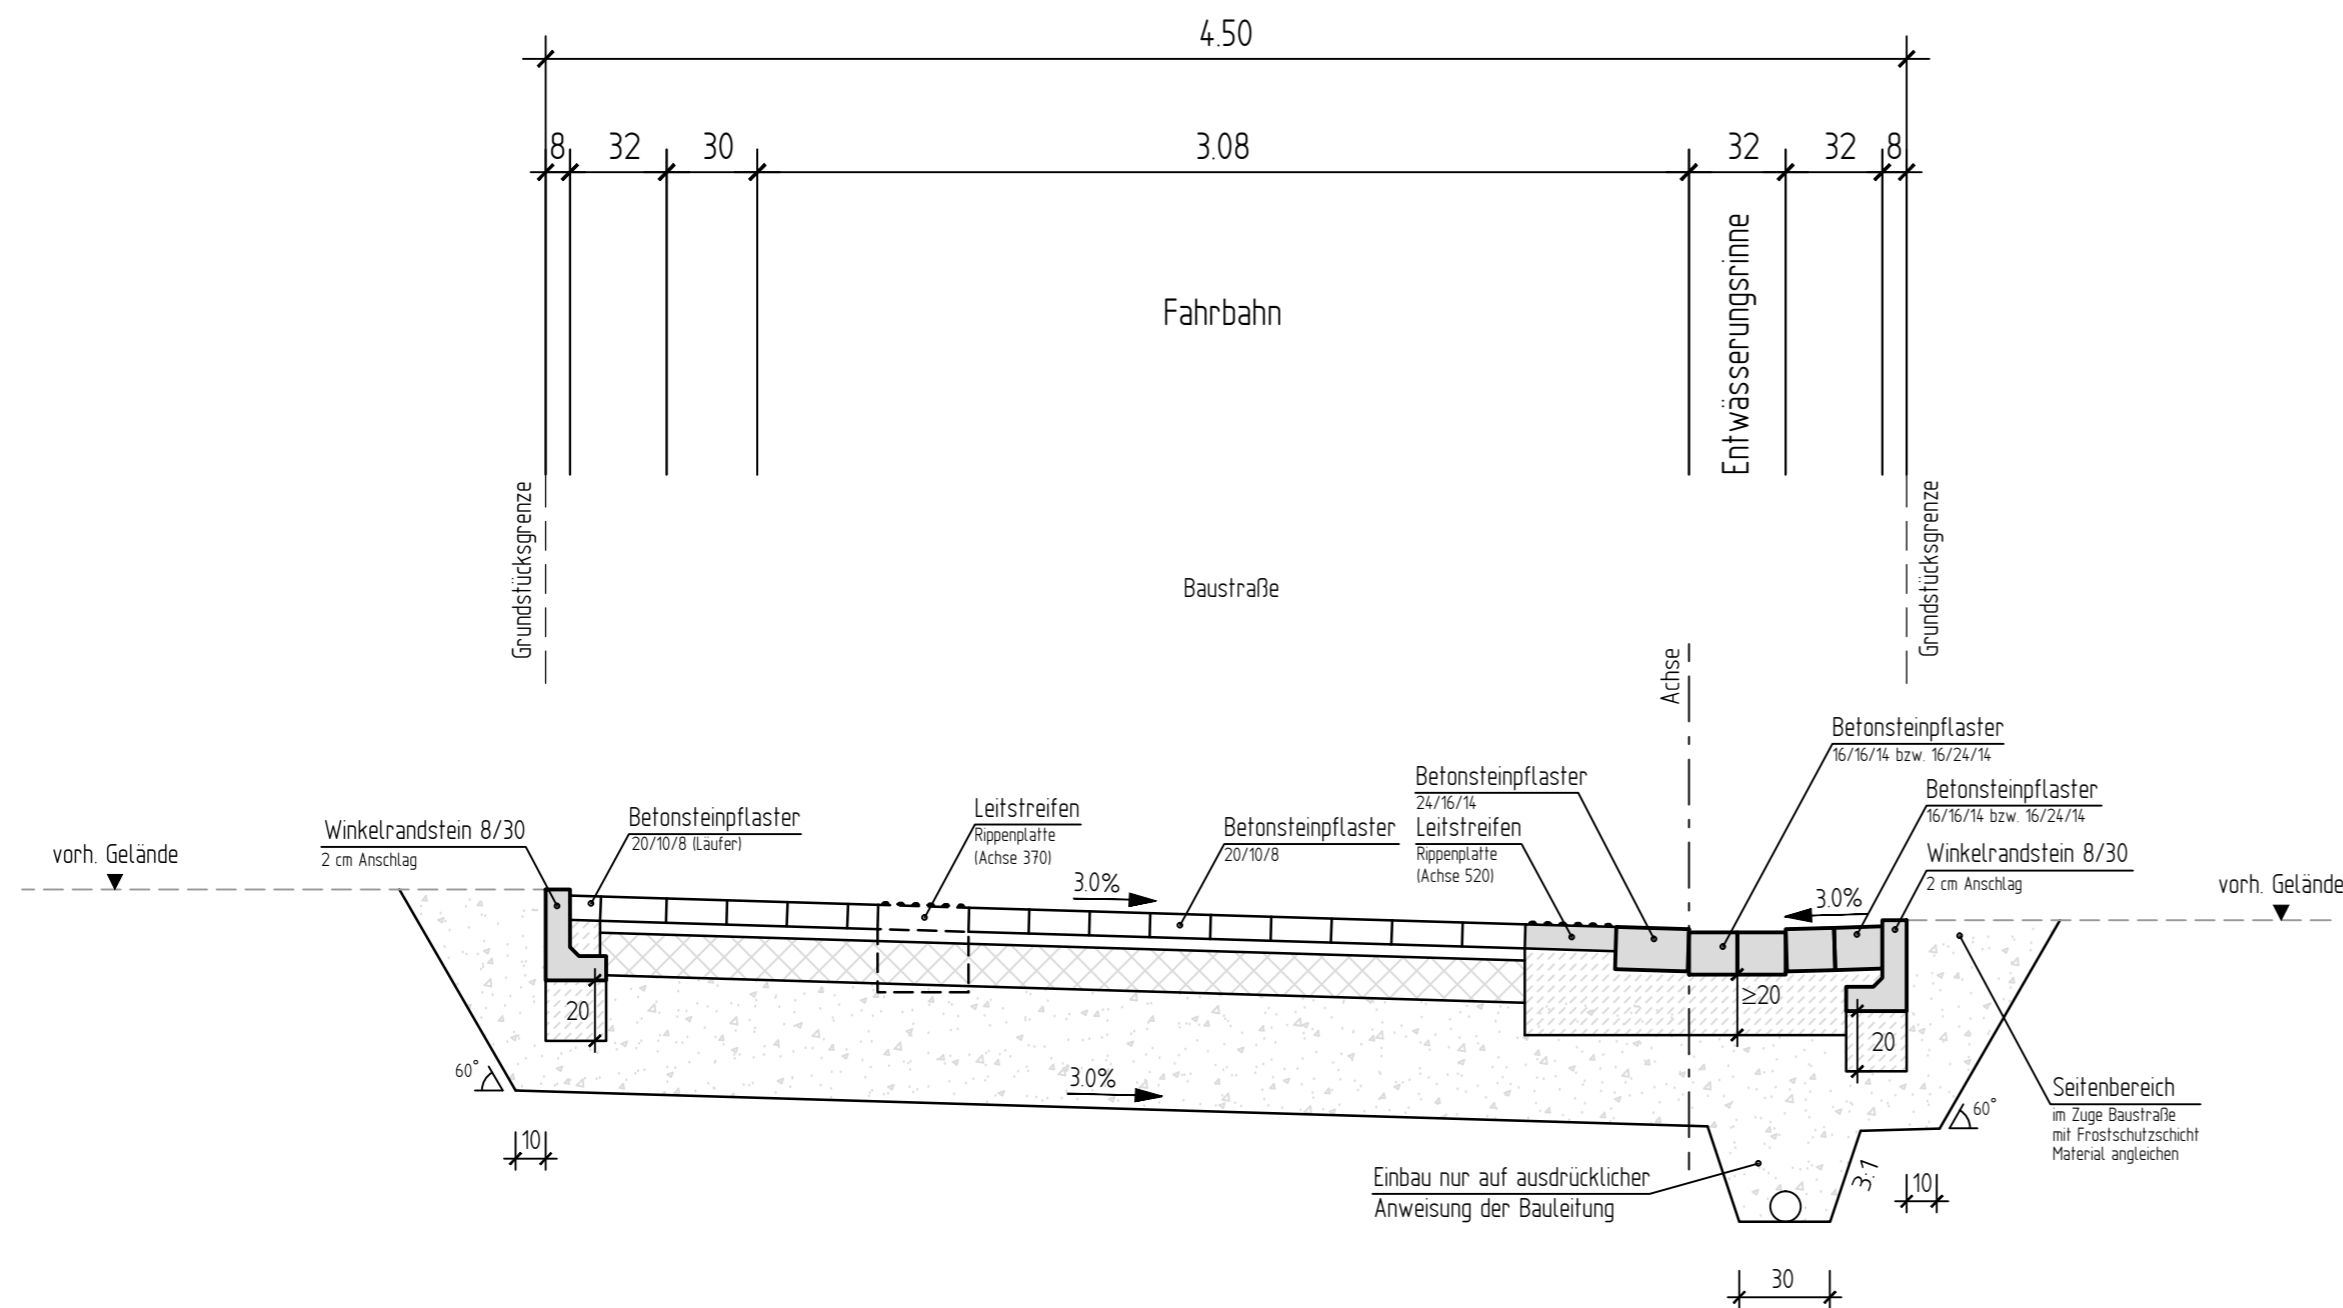 4.50
8 32 30 3.08 32 32 8
Fahrbahn
Entwässerungsrinne
Grundstücksgrenze
Grundstücksgrenze
Baustraße
Achse
Betonsteinpflaster
16/16/14 bzw. 16/24/14
Betonsteinpflaster
24/16/14
Leitstreifen
Rippenplatte
(Achse 520)
Betonsteinpflaster
16/16/14 bzw. 16/24/14
Winkelrandstein 8/30
2 cm Anschlag
vorh. Gelände
Leitstreifen
Rippenplatte
(Achse 370)
Betonsteinpflaster
20/10/8 (Läufer)
Betonsteinpflaster
20/10/8
Winkelrandstein 8/30
2 cm Anschlag
vorh. Gelände
3.0%
3.0%
20
≥20
20
60°
3.0%
60°
Seitenbereich
im Zuge Baustraße
mit Frostschutzschicht
Material angleichen
10
Einbau nur auf ausdrücklicher
Anweisung der Bauleitung
3:1
10
30